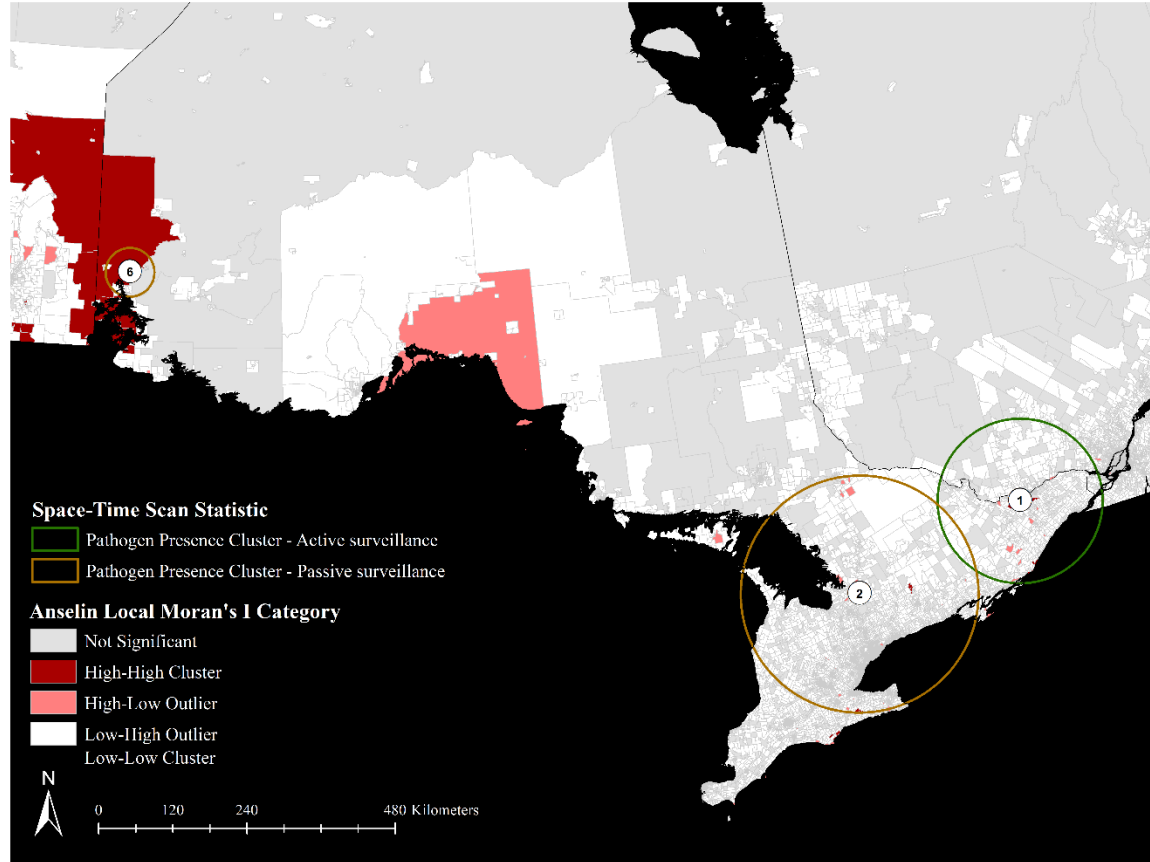 6
1
2
Space-Time Scan Statistic
Pathogen Presence Cluster - Active surveillance
Pathogen Presence Cluster - Passive surveillance
Anselin Local Moran's I Category
Not Significant
High-High Cluster
High-Low Outlier
Low-High Outlier
Low-Low Cluster
N
0 120 240 480 Kilometers